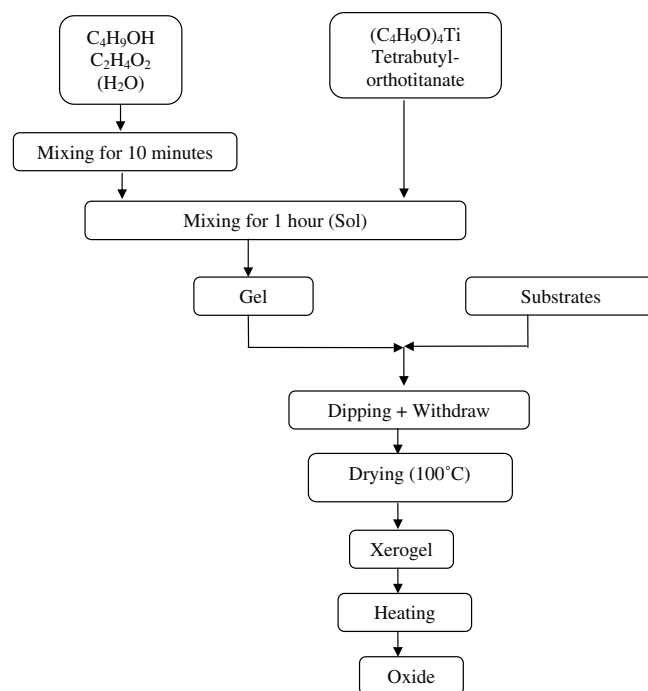 C₄H₉OH
C₂H₄O₂
(H₂O)
(C₄H₉O)₄Ti
Tetrabutyl-
orthotitanate
Mixing for 10 minutes
Mixing for 1 hour (Sol)
Gel
Substrates
Dipping + Withdraw
Drying (100˚C)
Xerogel
Heating
Oxide